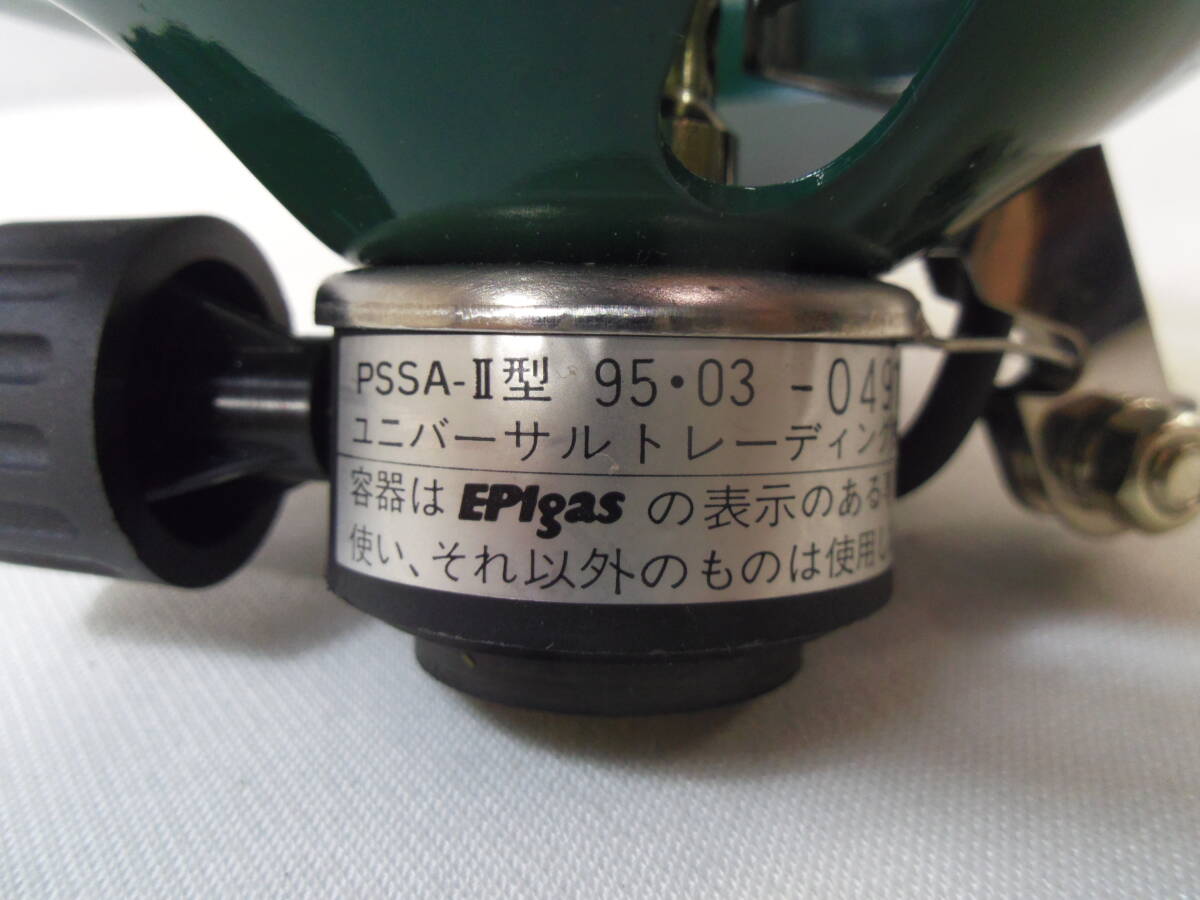 PSSA-Ⅱ型 95・03 -049
ユニバーサルトレーディング
容器は EPIgas の表示のある
使い、それ以外のものは使用し